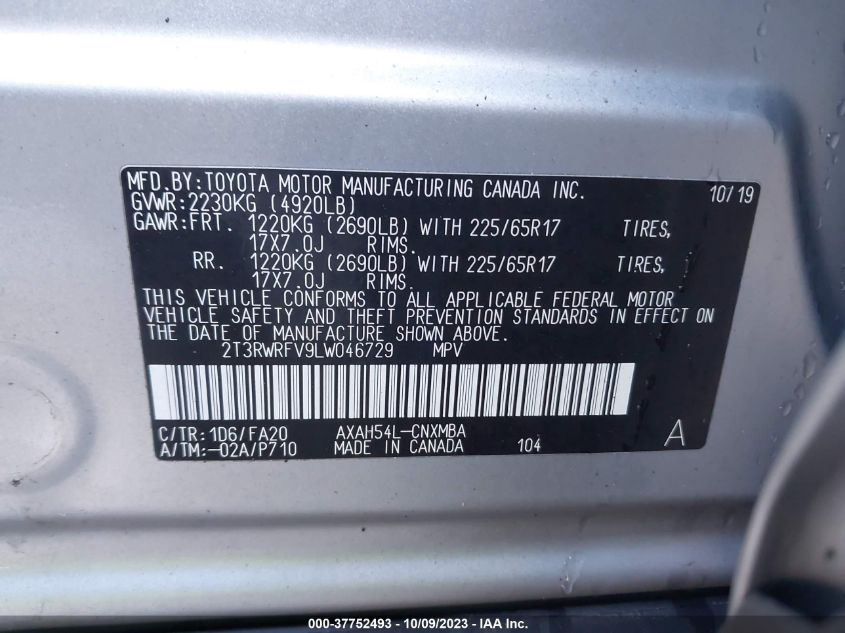 MFD.BY:TOYOTA MOTOR MANUFACTURING CANADA INC. 10/19
GVWR:2230KG (4920LB)
GAWR:FRT. 1220KG (2690LB) WITH 225/65R17 TIRES,
17X7.0J RIMS.
RR. 1220KG (2690LB) WITH 225/65R17 TIRES,
17X7.0J RIMS.
THIS VEHICLE CONFORMS TO ALL APPLICABLE FEDERAL MOTOR
VEHICLE SAFETY AND THEFT PREVENTION STANDARDS IN EFFECT ON
THE DATE OF MANUFACTURE SHOWN ABOVE.
2T3RWRFV9LW046729 MPV
C/TR:1D6/FA20 AXAH54L-CNXMBA
A/TM:-02A/P710 MADE IN CANADA 104 A
000-37752493 - 10/09/2023 - IAA Inc.